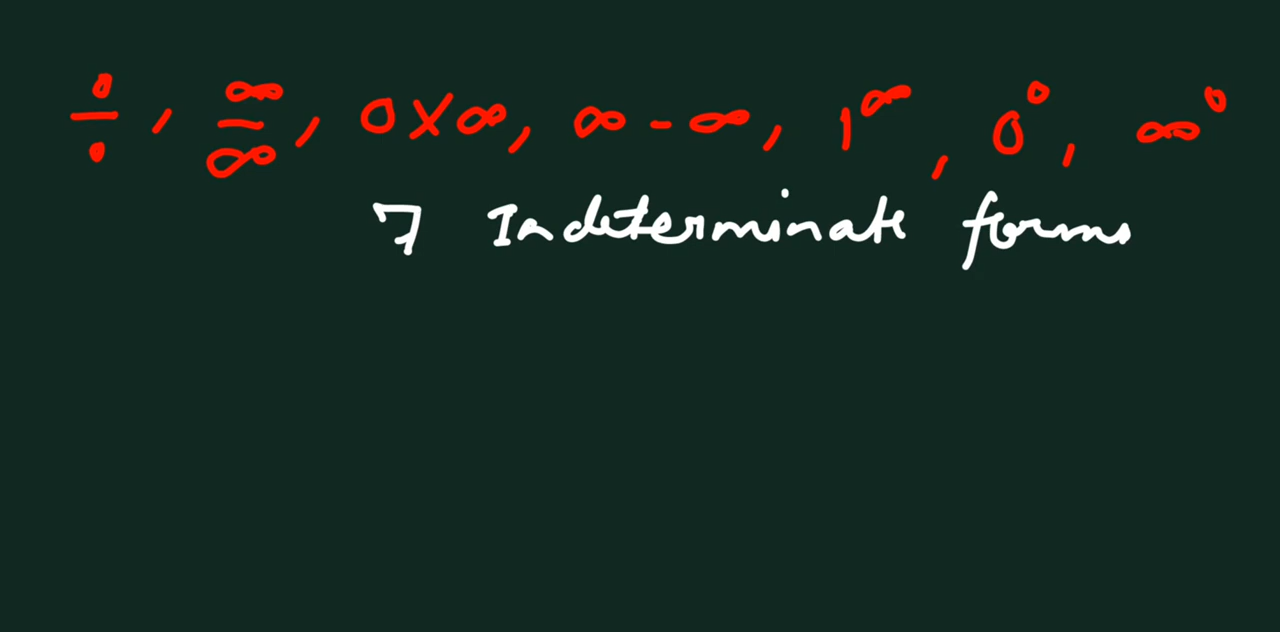 0/0, ∞/∞, 0×∞, ∞-∞, 1^∞, 0^0, ∞^0
7 Indeterminate forms